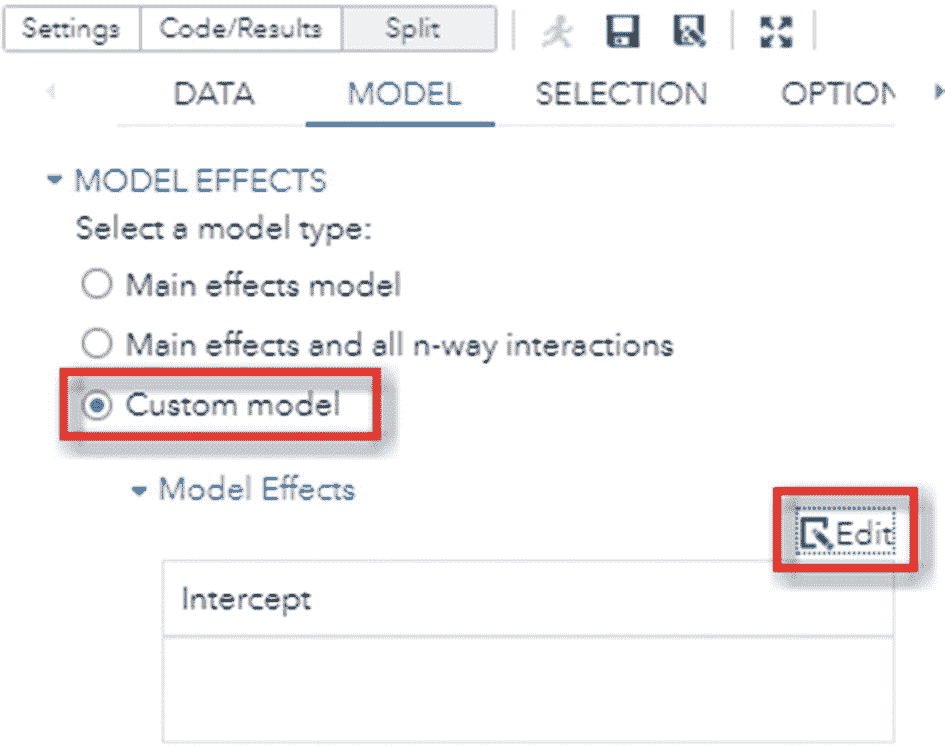 Settings Code/Results Split
DATA MODEL SELECTION OPTION
MODEL EFFECTS
Select a model type:
Main effects model
Main effects and all n-way interactions
Custom model
Model Effects
Edit
Intercept